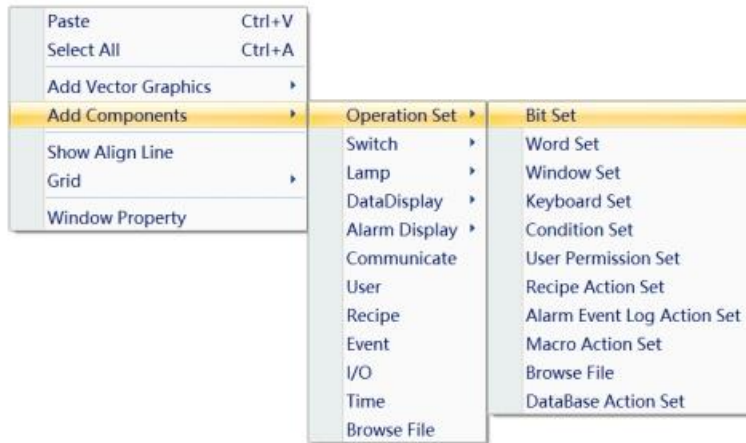 Paste Ctrl+V
Select All Ctrl+A
Add Vector Graphics
Add Components
Show Align Line
Grid
Window Property
Operation Set
Switch
Lamp
DataDisplay
Alarm Display
Communicate
User
Recipe
Event
I/O
Time
Browse File
Bit Set
Word Set
Window Set
Keyboard Set
Condition Set
User Permission Set
Recipe Action Set
Alarm Event Log Action Set
Macro Action Set
Browse File
DataBase Action Set